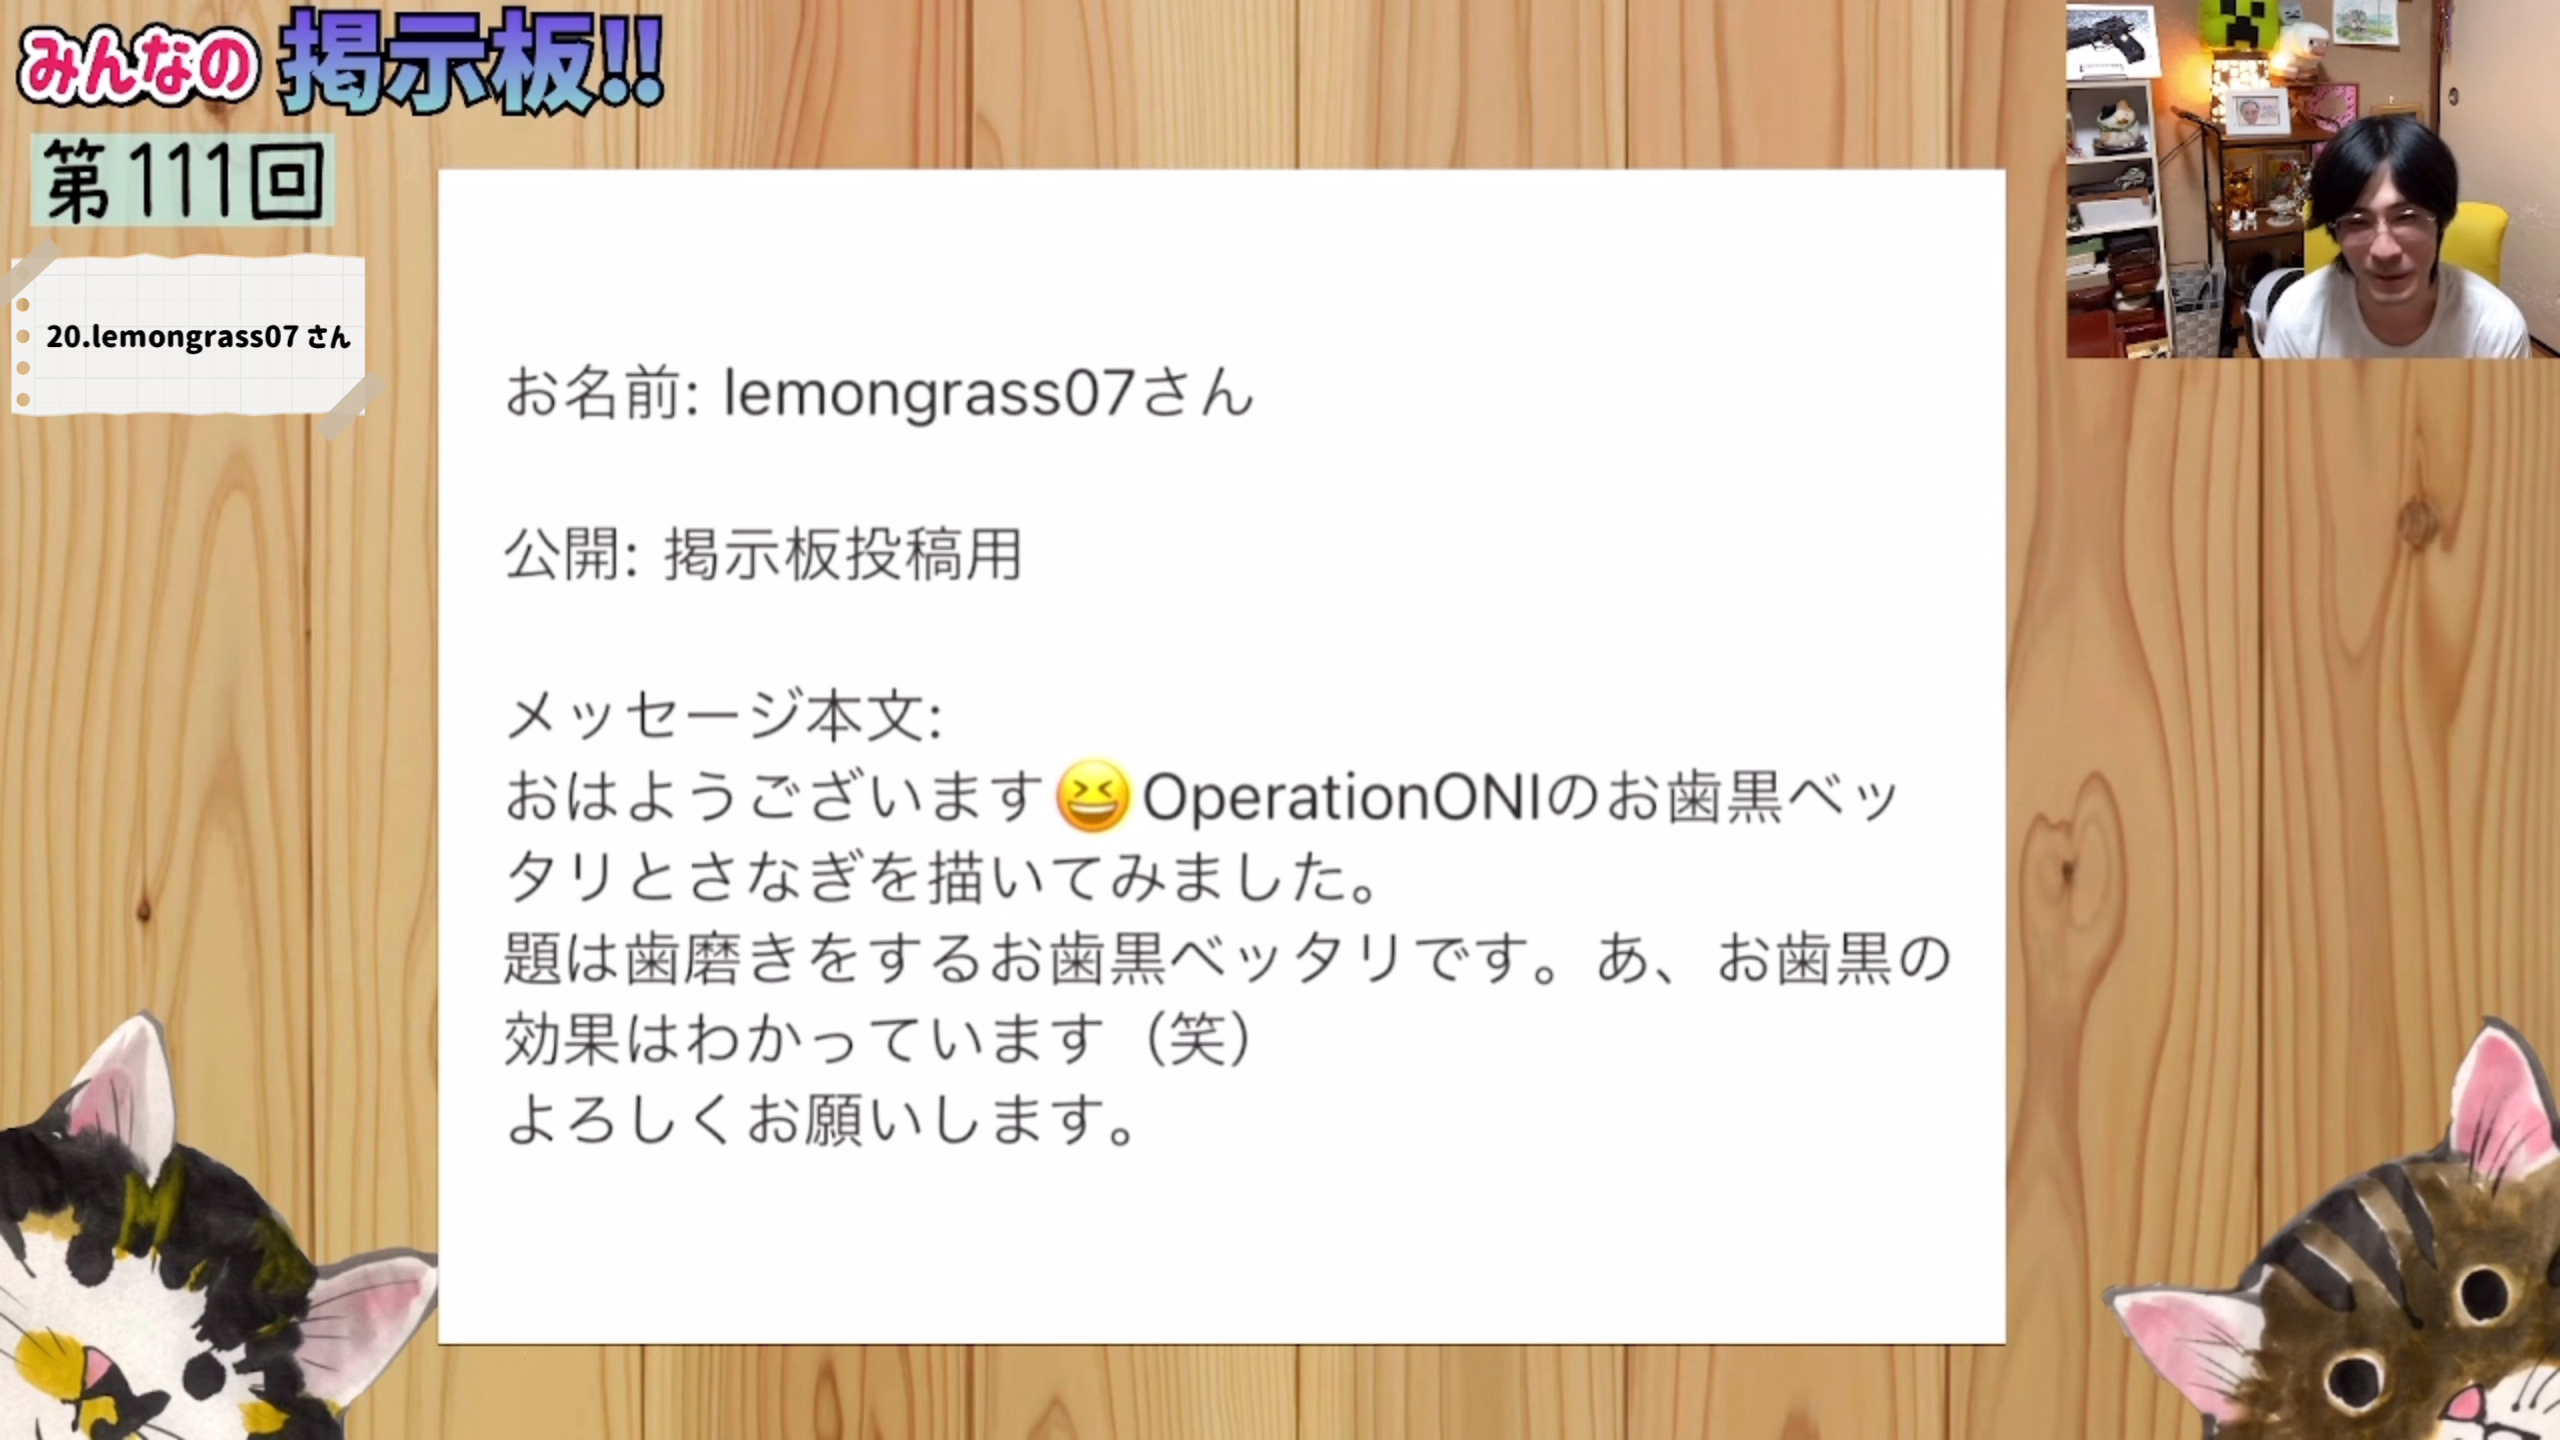 みんなの掲示板!!
第111回
20.lemongrass07 さん
お名前: lemongrass07さん
公開: 掲示板投稿用
メッセージ本文:
おはようございます😆OperationONIのお歯黒ベッ
タリとさなぎを描いてみました。
題は歯磨きをするお歯黒ベッタリです。あ、お歯黒の
効果はわかっています（笑）
よろしくお願いします。